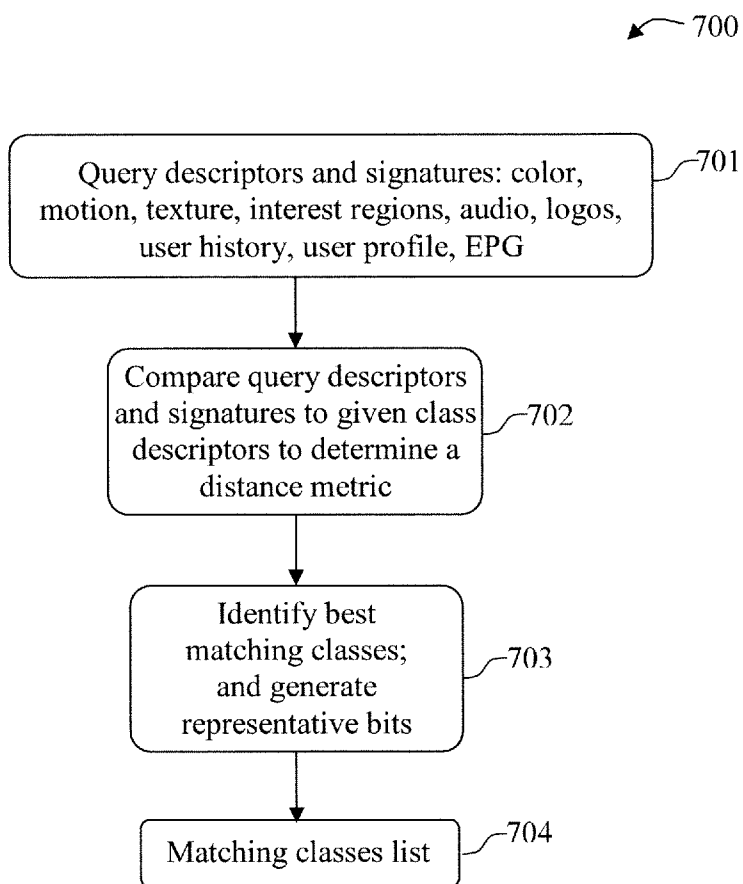 700
Query descriptors and signatures: color,
motion, texture, interest regions, audio, logos,
user history, user profile, EPG
701
Compare query descriptors
and signatures to given class
descriptors to determine a
distance metric
702
Identify best
matching classes;
and generate
representative bits
703
Matching classes list
704